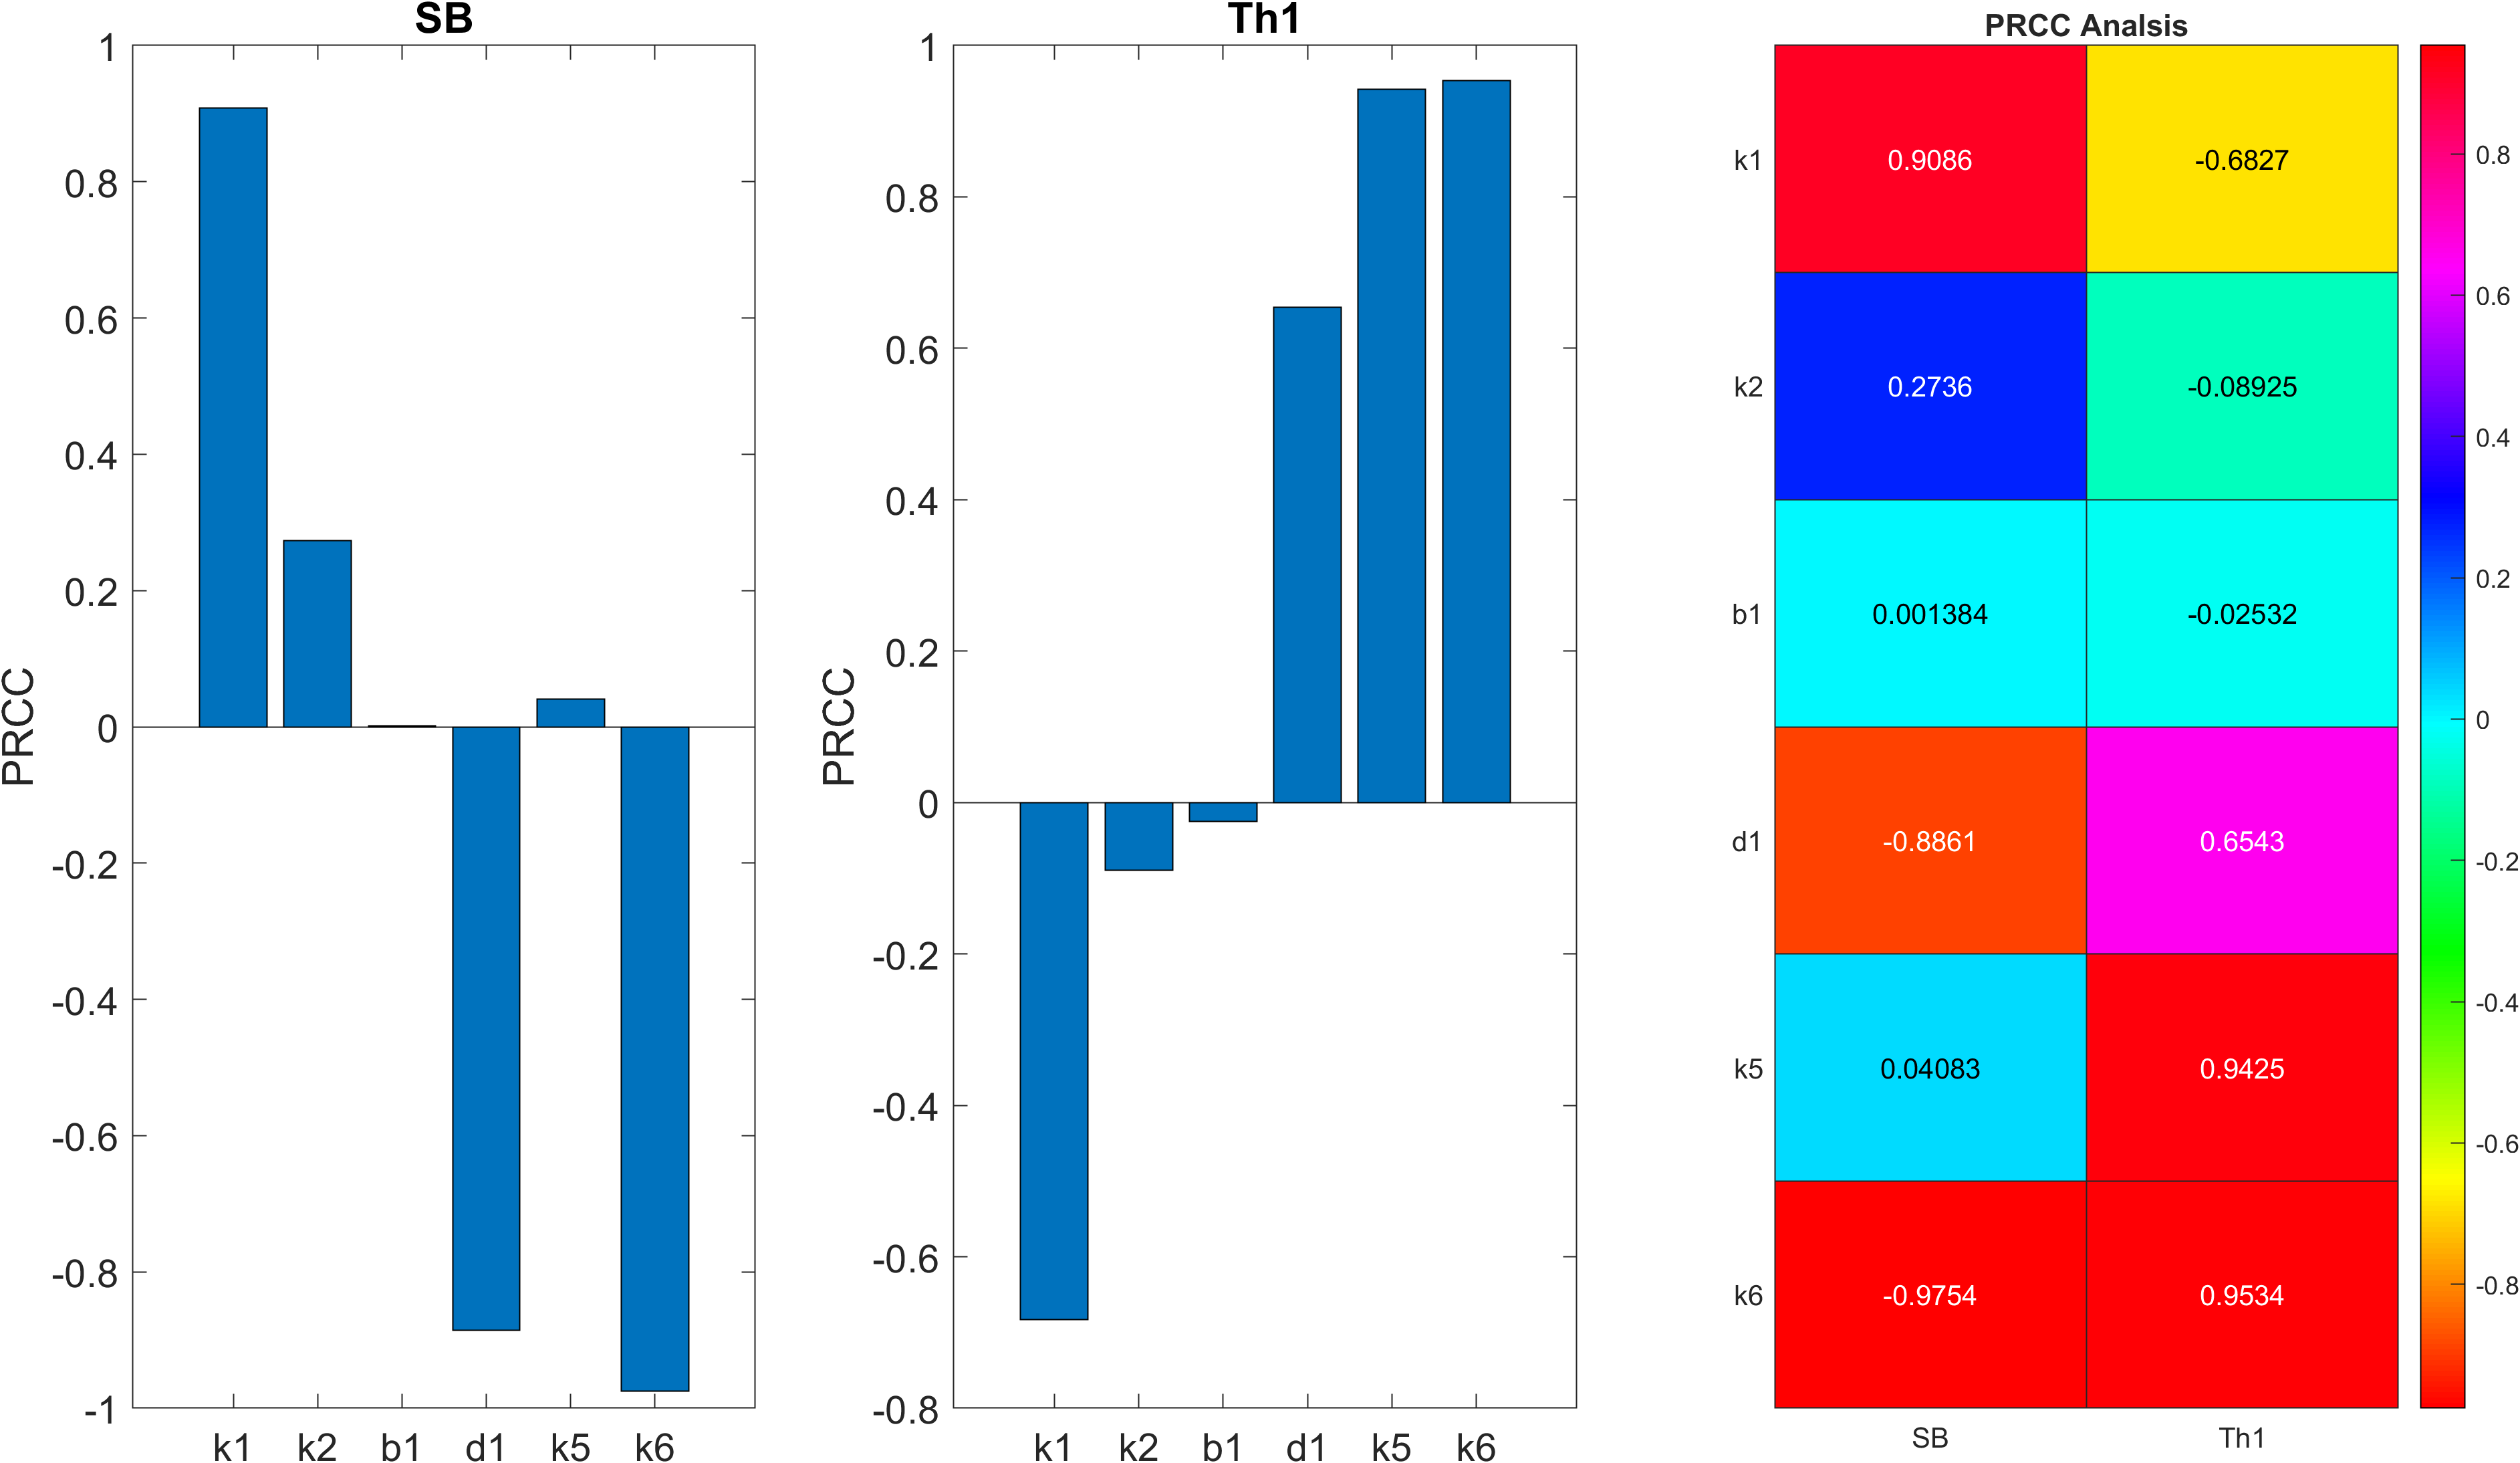 SB
1
0.8
0.6
0.4
0.2
0
-0.2
-0.4
-0.6
-0.8
-1
PRCC
k1 k2 b1 d1 k5 k6
Th1
1
0.8
0.6
0.4
0.2
0
-0.2
-0.4
-0.6
-0.8
PRCC
k1 k2 b1 d1 k5 k6
PRCC Analsis
k1 0.9086 -0.6827
k2 0.2736 -0.08925
b1 0.001384 -0.02532
d1 -0.8861 0.6543
k5 0.04083 0.9425
k6 -0.9754 0.9534
SB Th1
0.8
0.6
0.4
0.2
0
-0.2
-0.4
-0.6
-0.8